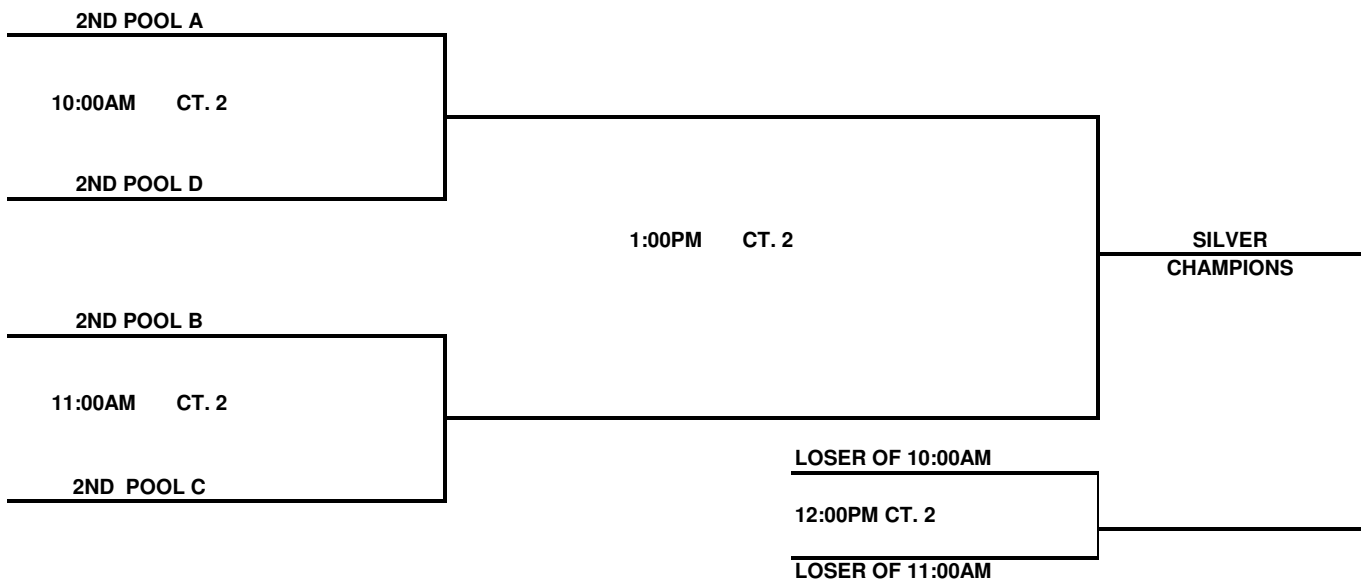 2ND POOL A
10:00AM CT. 2
2ND POOL D
1:00PM CT. 2
SILVER
CHAMPIONS
2ND POOL B
11:00AM CT. 2
2ND POOL C
LOSER OF 10:00AM
12:00PM CT. 2
LOSER OF 11:00AM